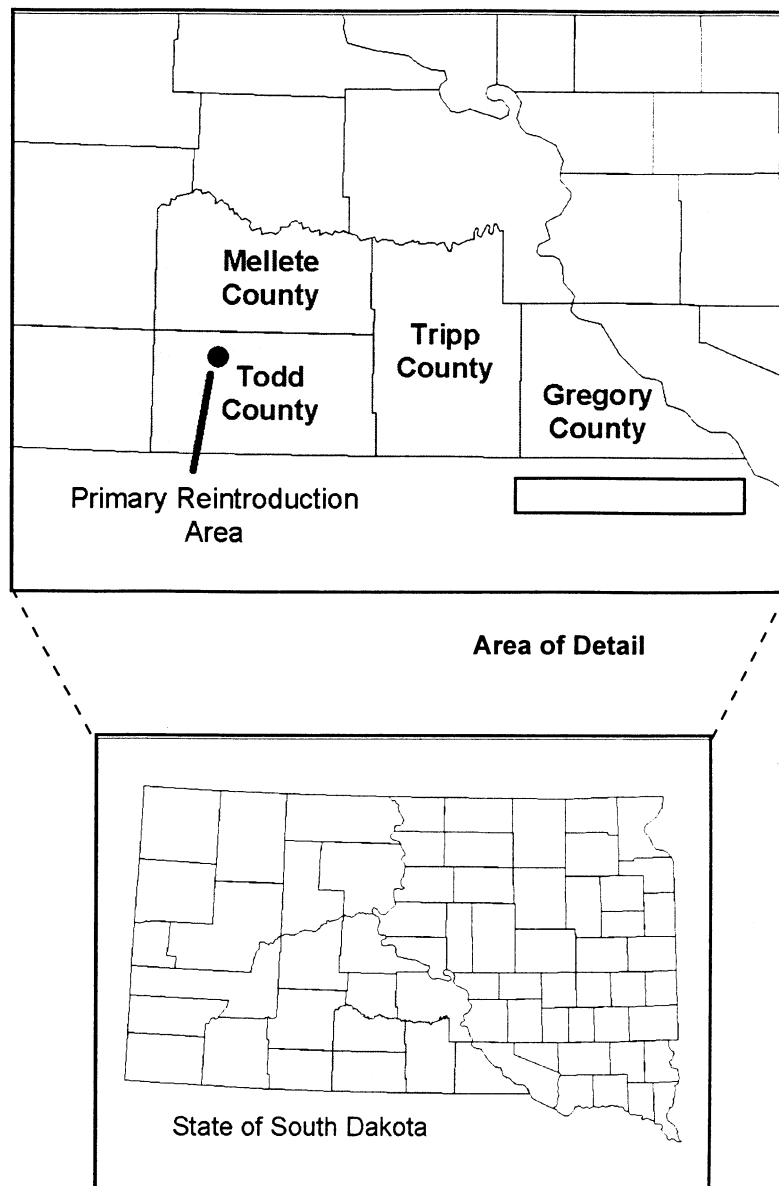 Mellete
County
Tripp
County
Todd
County
Gregory
County
Primary Reintroduction
Area
Area of Detail
State of South Dakota